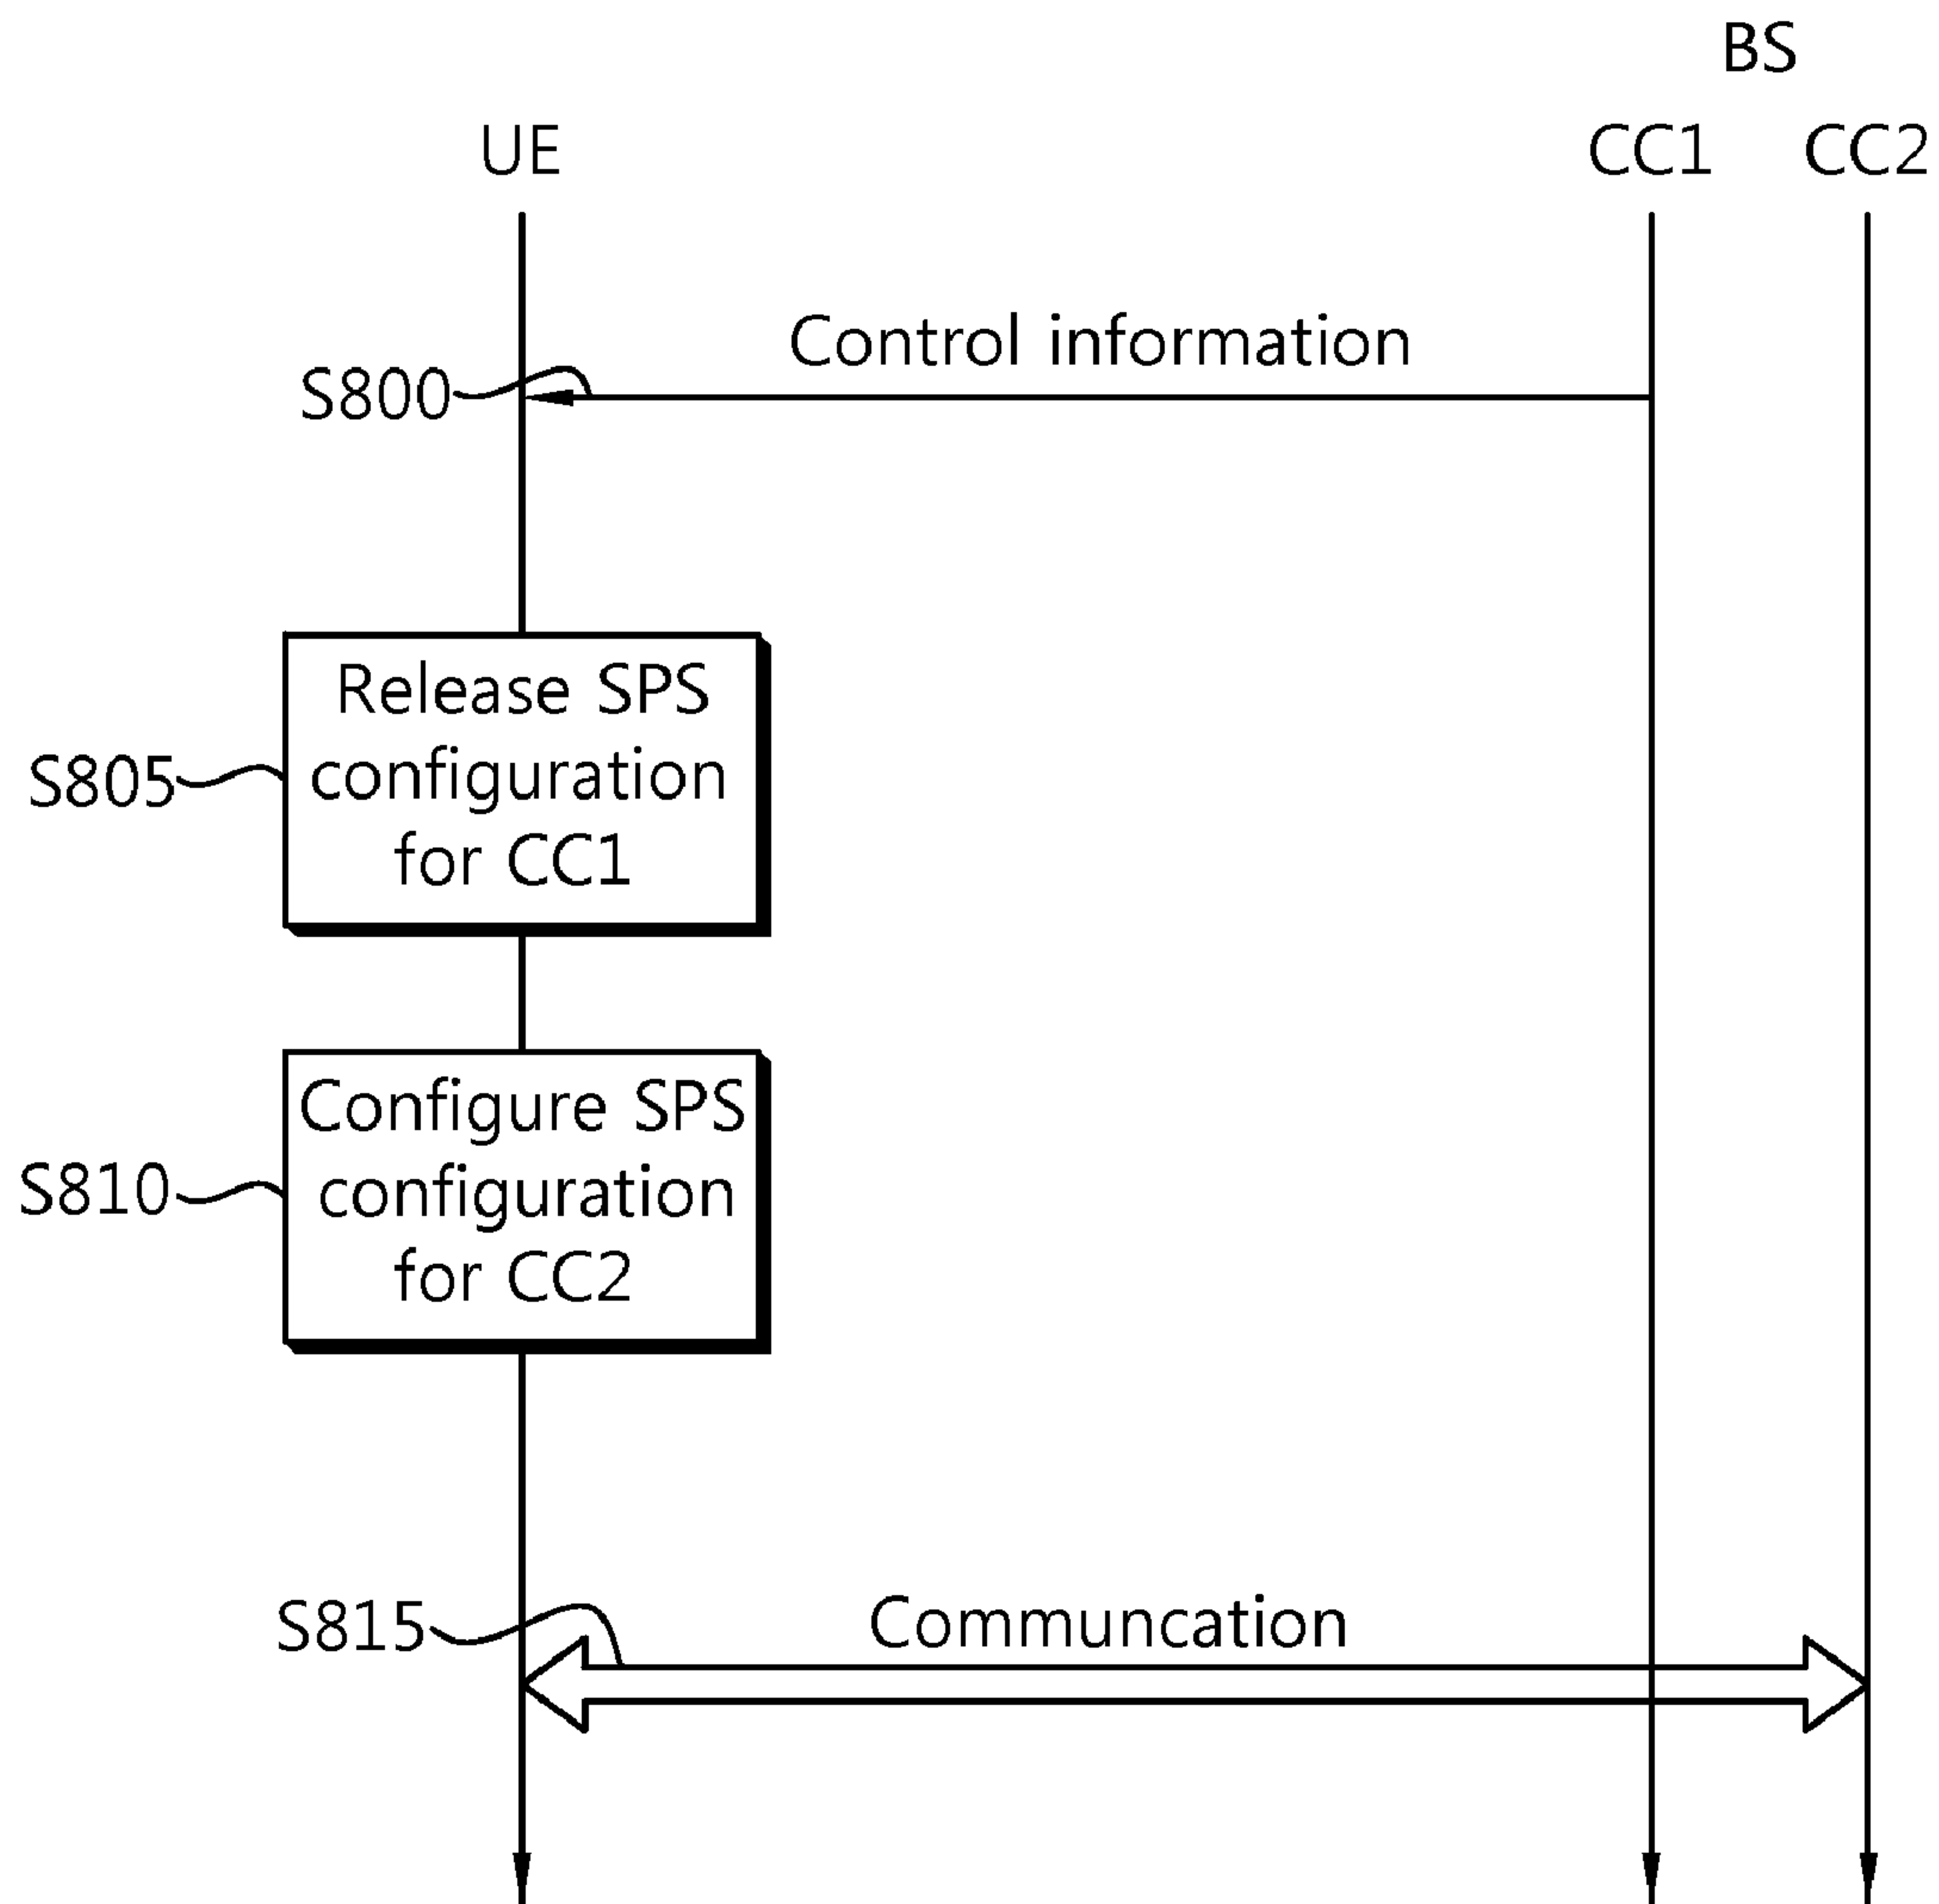 BS
UE
CC1
CC2
Control information
S800
Release SPS
configuration
for CC1
S805
Configure SPS
configuration
for CC2
S810
S815
Communcation